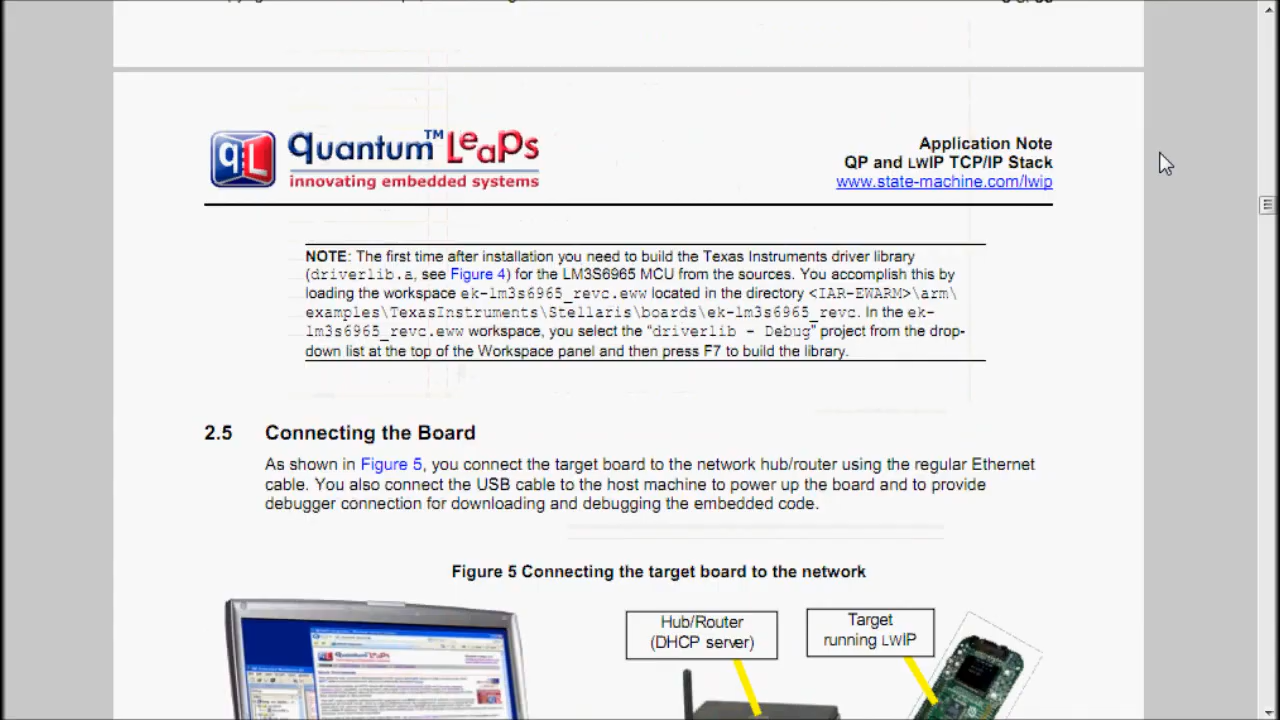 quantum™ LeaPs
innovating embedded systems
Application Note
QP and LWIP TCP/IP Stack
www.state-machine.com/lwip
NOTE: The first time after installation you need to build the Texas Instruments driver library
(driverlib.a, see Figure 4) for the LM3S6965 MCU from the sources. You accomplish this by
loading the workspace ek-lm3s6965_revc.eww located in the directory <IAR-EWARM>\arm\
examples\TexasInstruments\Stellaris\boards\ek-lm3s6965_revc. In the ek-
lm3s6965_revc.eww workspace, you select the “driverlib - Debug” project from the drop-
down list at the top of the Workspace panel and then press F7 to build the library.
2.5 Connecting the Board
As shown in Figure 5, you connect the target board to the network hub/router using the regular Ethernet
cable. You also connect the USB cable to the host machine to power up the board and to provide
debugger connection for downloading and debugging the embedded code.
Figure 5 Connecting the target board to the network
Hub/Router
(DHCP server)
Target
running LWIP